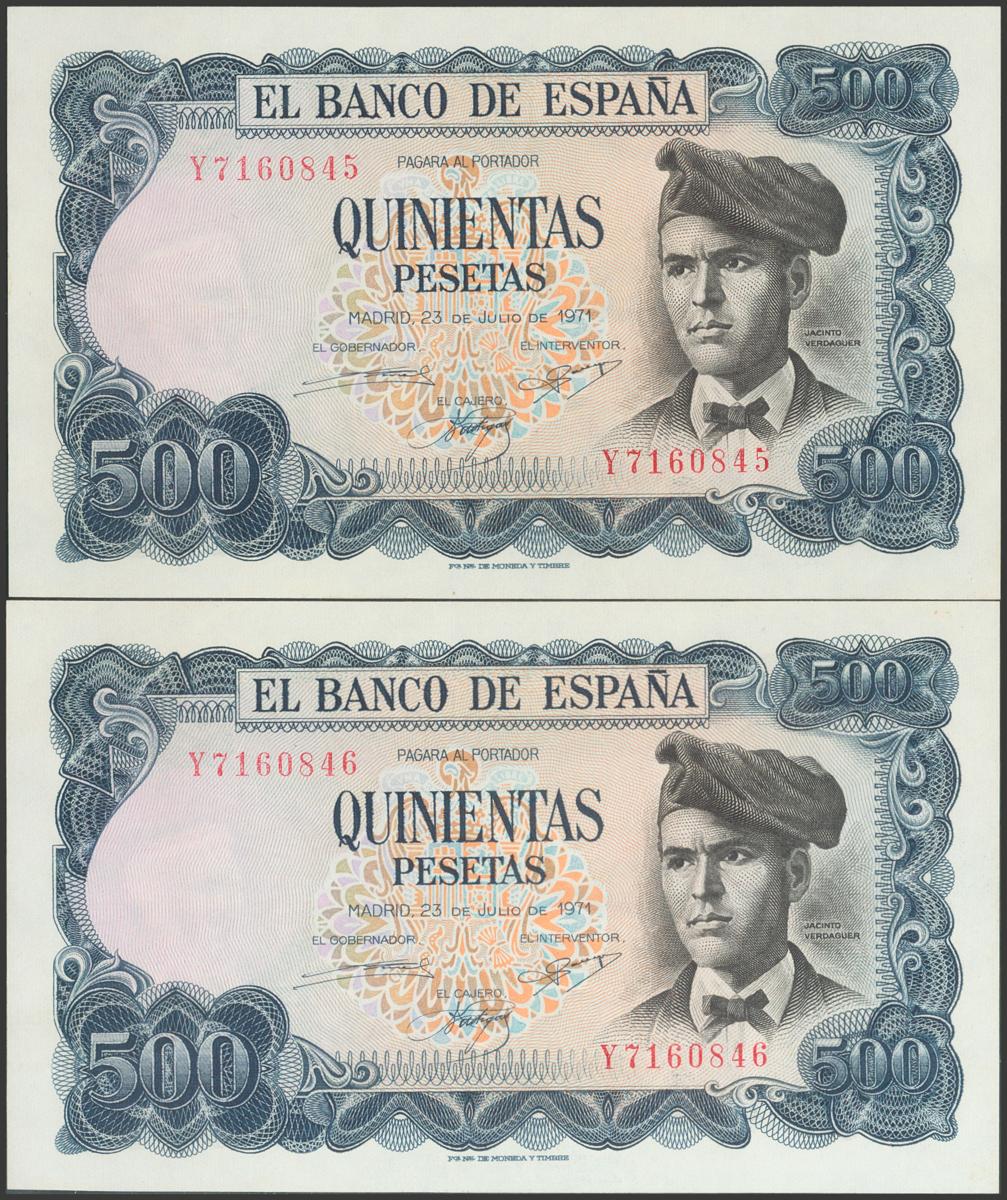 EL BANCO DE ESPAÑA
500
Y7160845
PAGARA AL PORTADOR
QUINIENTAS
PESETAS
MADRID, 23 DE JULIO DE 1971
EL GOBERNADOR, EL INTERVENTOR,
JACINTO
VERDAGUER
EL CAJERO,
500
Y7160845
500
Fca. Nal. DE MONEDA Y TIMBRE
EL BANCO DE ESPAÑA
500
Y7160846
PAGARA AL PORTADOR
QUINIENTAS
PESETAS
MADRID, 23 DE JULIO DE 1971
EL GOBERNADOR, EL INTERVENTOR,
JACINTO
VERDAGUER
EL CAJERO,
500
Y7160846
500
Fca. Nal. DE MONEDA Y TIMBRE